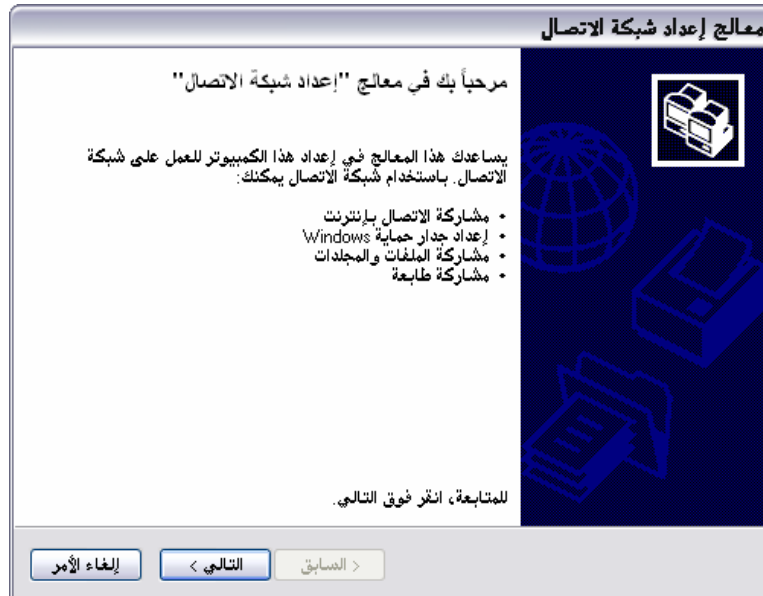 معالج إعداد شبكة الاتصال
مرحباً بك في معالج "إعداد شبكة الاتصال"
يساعدك هذا المعالج في إعداد هذا الكمبيوتر للعمل على شبكة
الاتصال. باستخدام شبكة الاتصال يمكنك:
• مشاركة الاتصال بإنترنت
• إعداد جدار حماية Windows
• مشاركة الملفات والمجلدات
• مشاركة طابعة
للمتابعة، انقر فوق التالي.
< السابق
التالي >
إلغاء الأمر